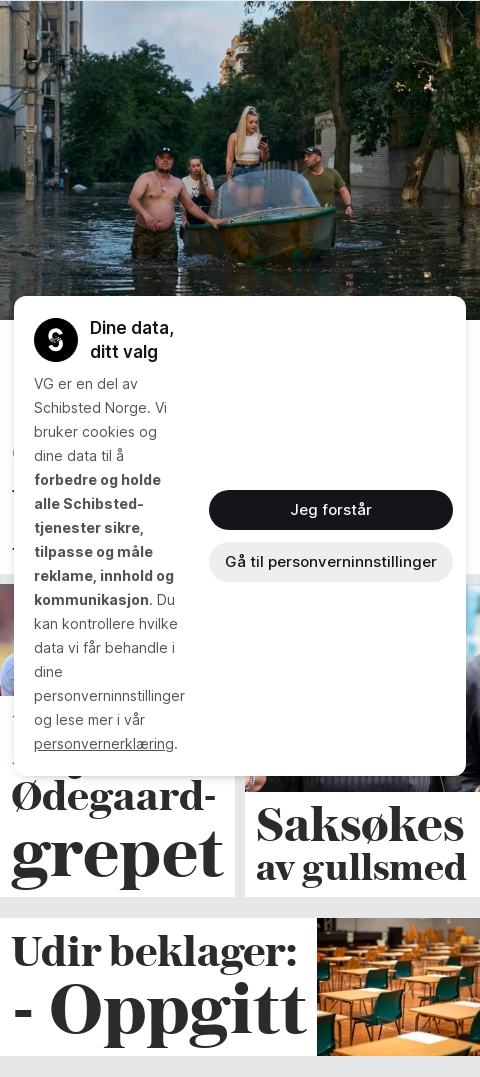 Dine data,
ditt valg
VG er en del av
Schibsted Norge. Vi
bruker cookies og
dine data til å
forbedre og holde
alle Schibsted-
tjenester sikre,
tilpasse og måle
reklame, innhold og
kommunikasjon. Du
kan kontrollere hvilke
data vi får behandle i
dine
personverninnstillinger
og lese mer i vår
personvernerklæring.
Jeg forstår
Gå til personverninnstillinger
Ødegaard-
grepet
Saksøkes
av gullsmed
Udir beklager:
- Oppgitt